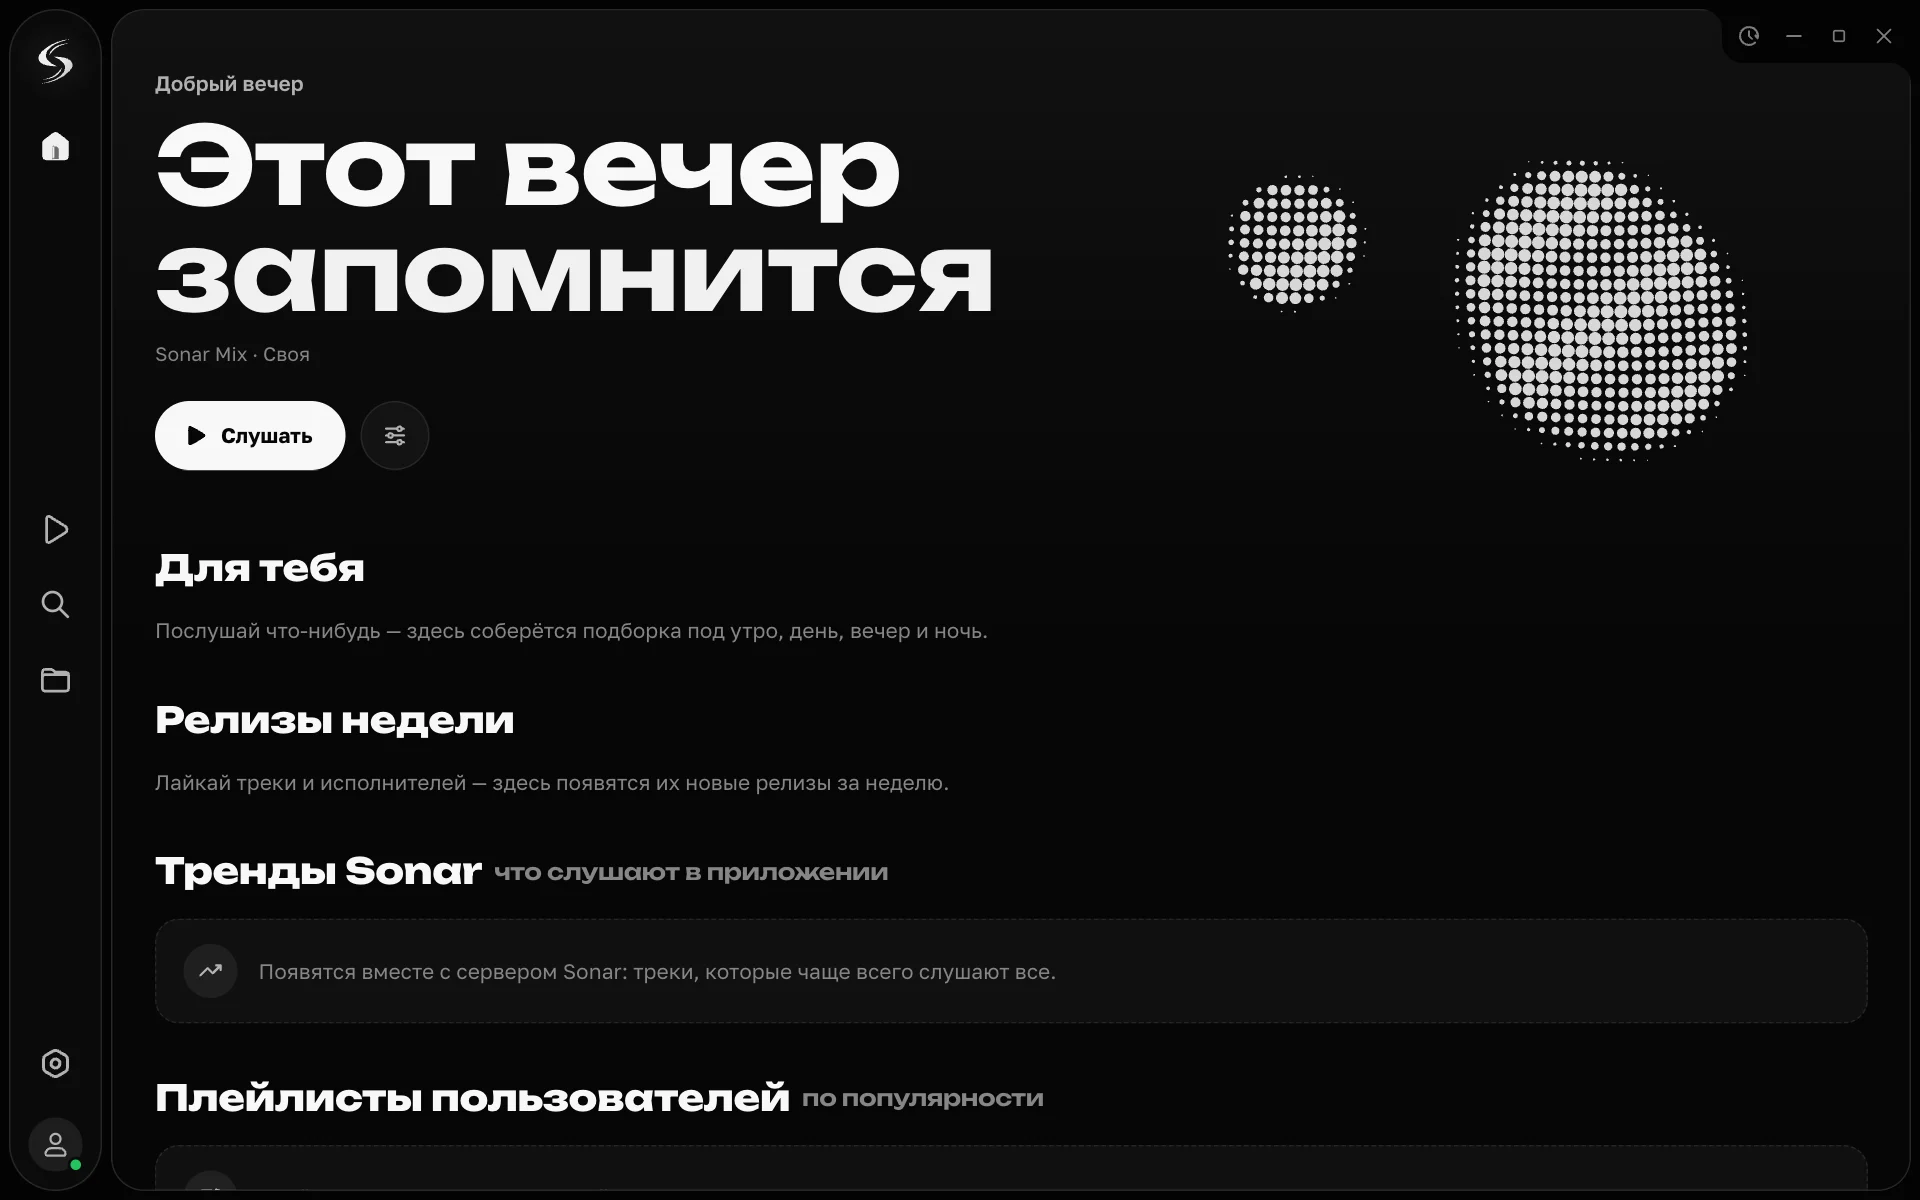 Добрый вечер
Этот вечер
запомнится
Sonar Mix · Своя
Слушать
Для тебя
Послушай что-нибудь — здесь соберётся подборка под утро, день, вечер и ночь.
Релизы недели
Лайкай треки и исполнителей — здесь появятся их новые релизы за неделю.
Тренды Sonar что слушают в приложении
Появятся вместе с сервером Sonar: треки, которые чаще всего слушают все.
Плейлисты пользователей по популярности